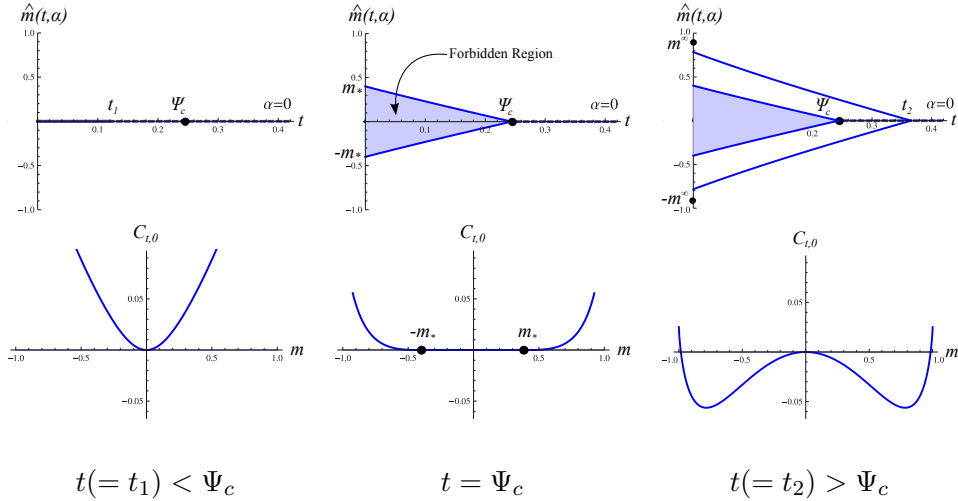 m̂(t,α)
1.0
0.5
t₁
Ψc
α=0
t
0.1
0.2
0.3
0.4
-0.5
-1.0
m̂(t,α)
1.0
Forbidden Region
0.5
m*
Ψc
α=0
t
0.1
0.2
0.3
0.4
-m*
-0.5
-1.0
m̂(t,α)
1.0
m∞
0.5
Ψc
t₂
α=0
t
0.2
0.3
0.4
-0.5
-m∞
-1.0
C t,0
0.05
-1.0
-0.5
0.5
1.0
m
-0.05
C t,0
0.05
-m*
m*
-1.0
-0.5
0.5
1.0
m
-0.05
C t,0
0.05
-1.0
-0.5
0.5
1.0
m
-0.05
t(= t₁) < Ψc
t = Ψc
t(= t₂) > Ψc